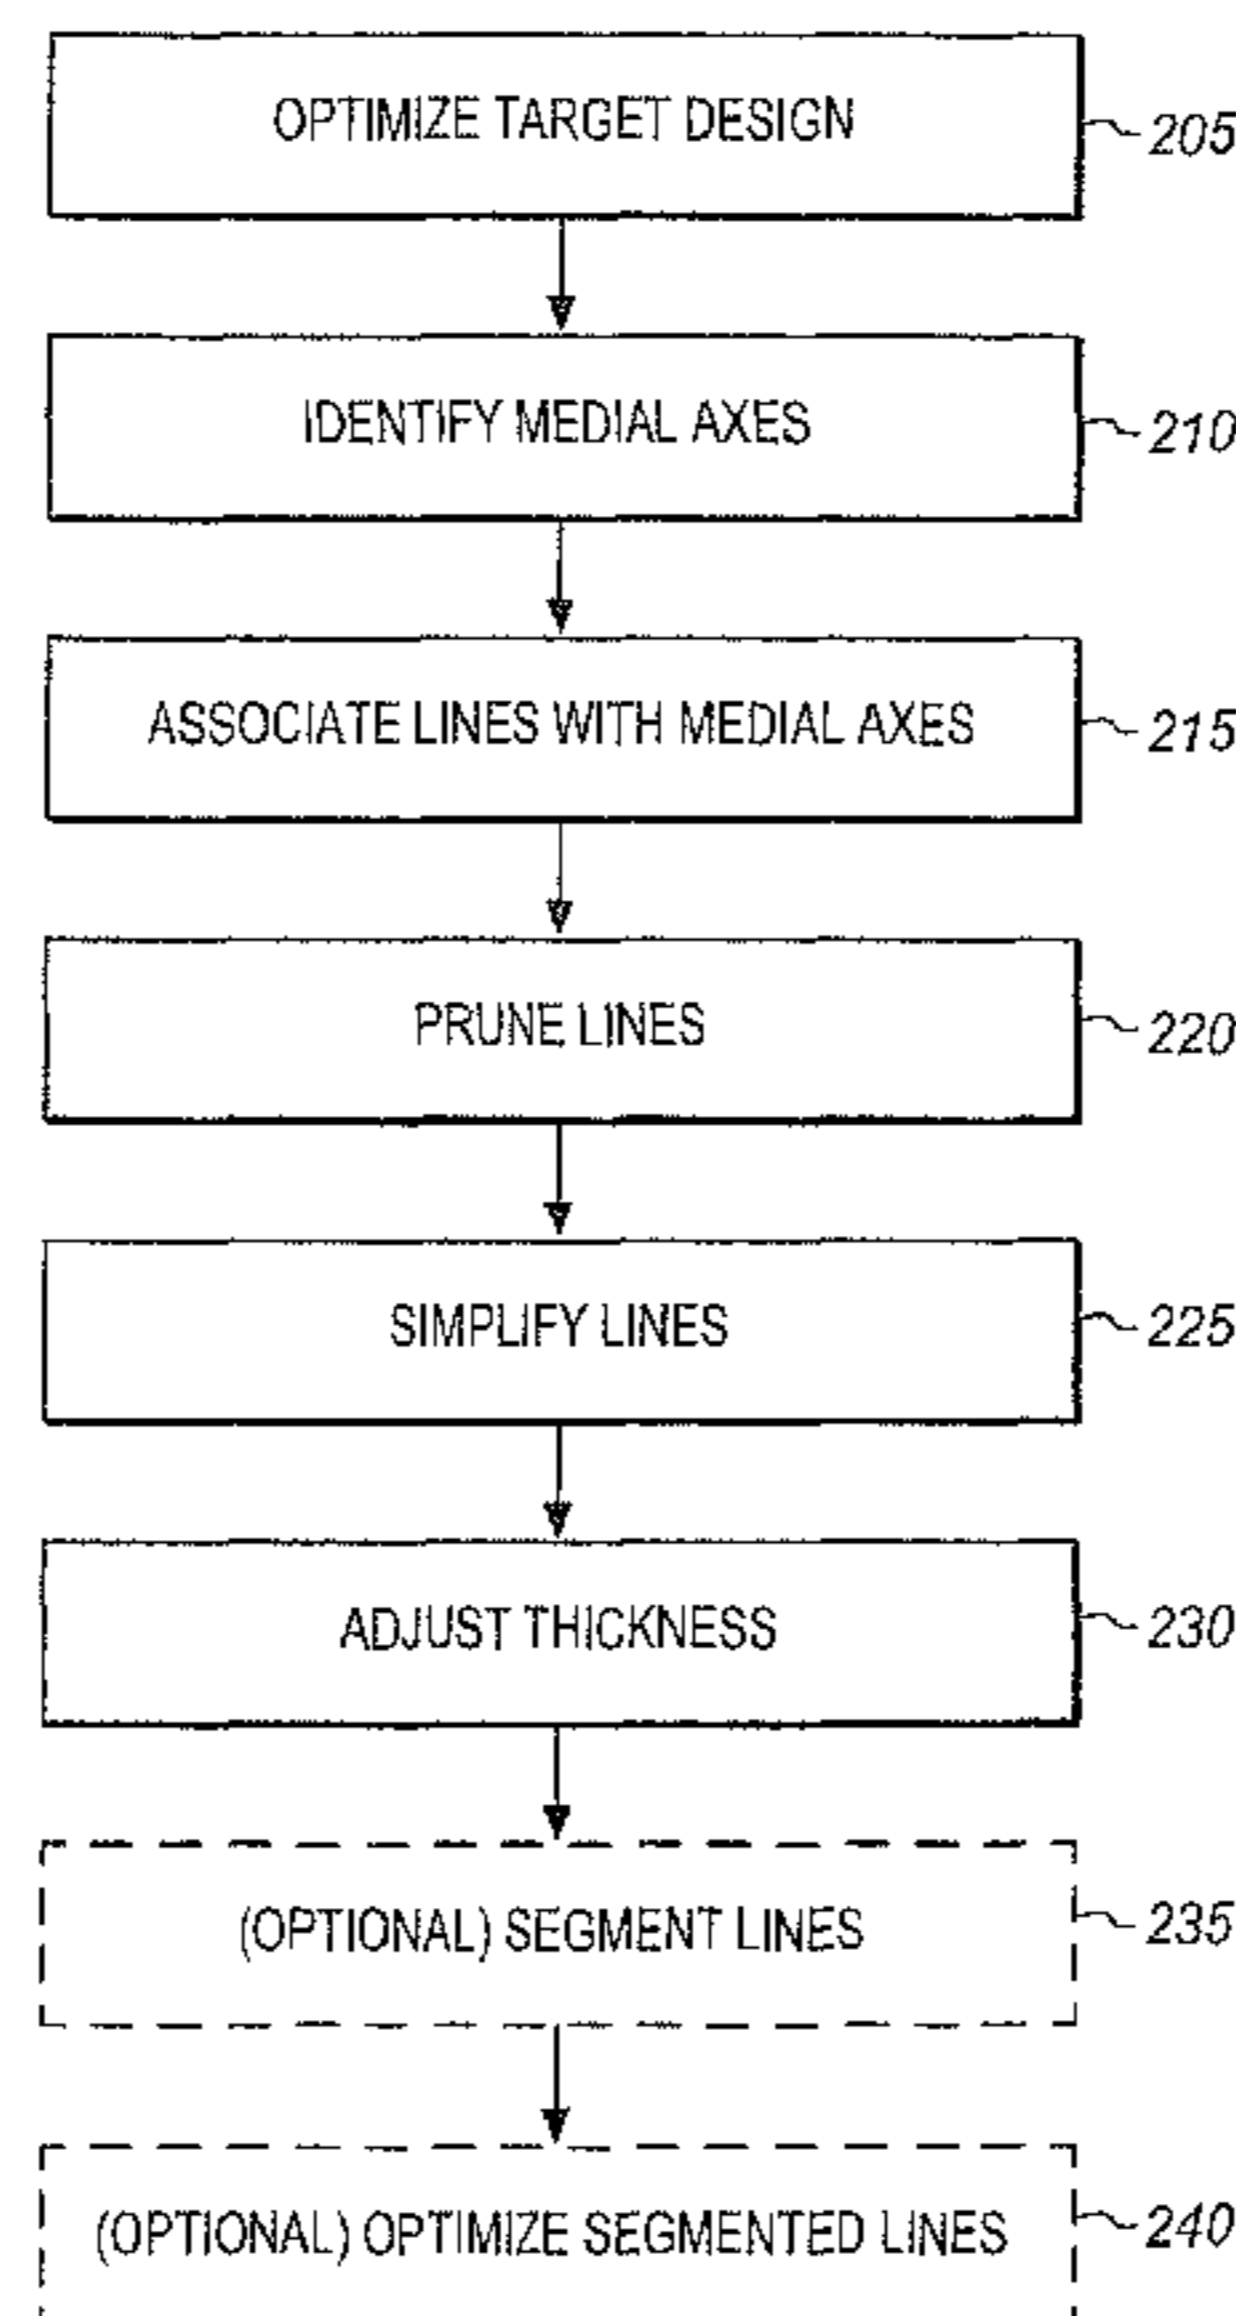 OPTIMIZE TARGET DESIGN
205
IDENTIFY MEDIAL AXES
210
ASSOCIATE LINES WITH MEDIAL AXES
215
PRUNE LINES
220
SIMPLIFY LINES
225
ADJUST THICKNESS
230
(OPTIONAL) SEGMENT LINES
235
(OPTIONAL) OPTIMIZE SEGMENTED LINES
240